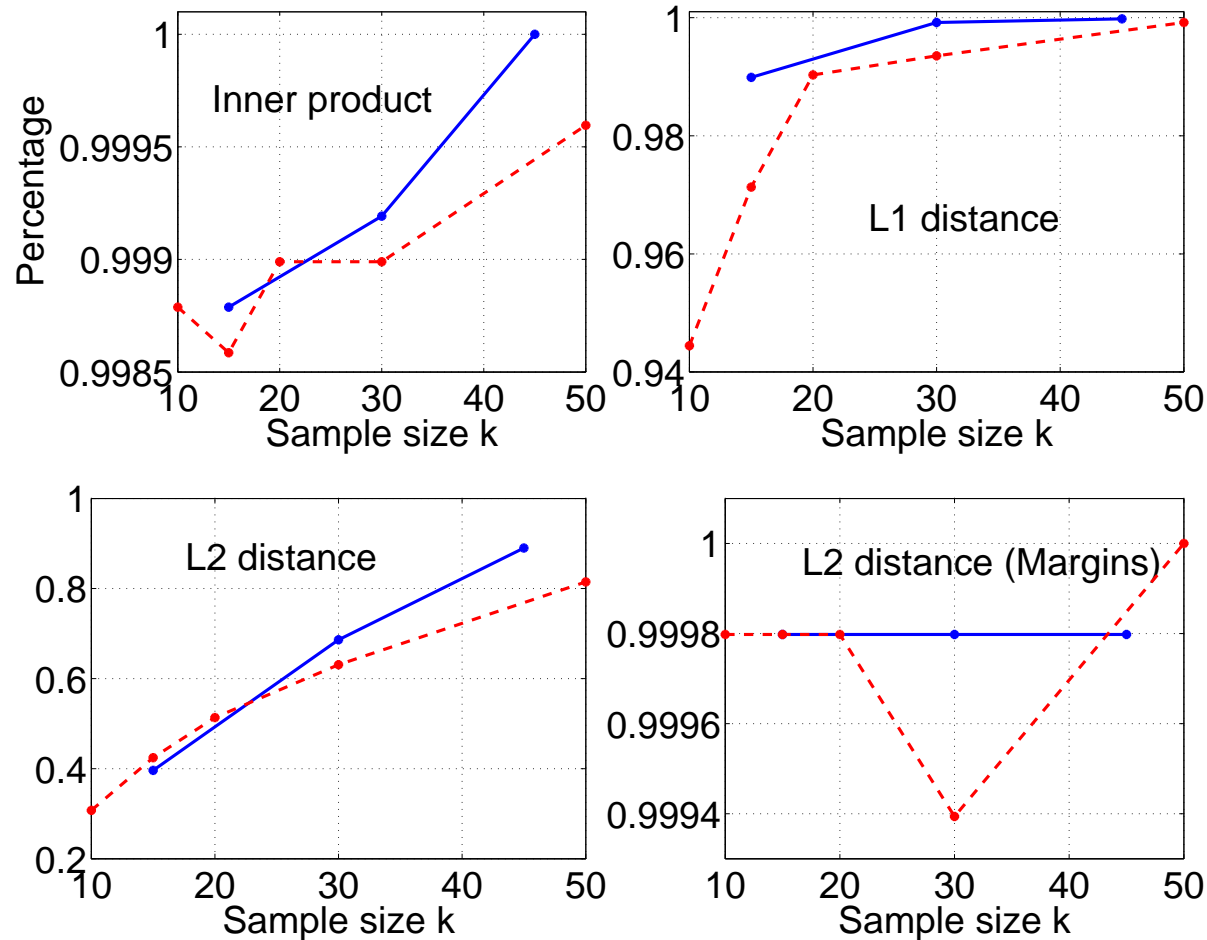 1
0.9995
0.999
0.9985
Percentage
Inner product
10 20 30 40 50
Sample size k
1
0.98
0.96
0.94
L1 distance
10 20 30 40 50
Sample size k
1
0.8
0.6
0.4
0.2
L2 distance
10 20 30 40 50
Sample size k
1
0.9998
0.9996
0.9994
L2 distance (Margins)
10 20 30 40 50
Sample size k